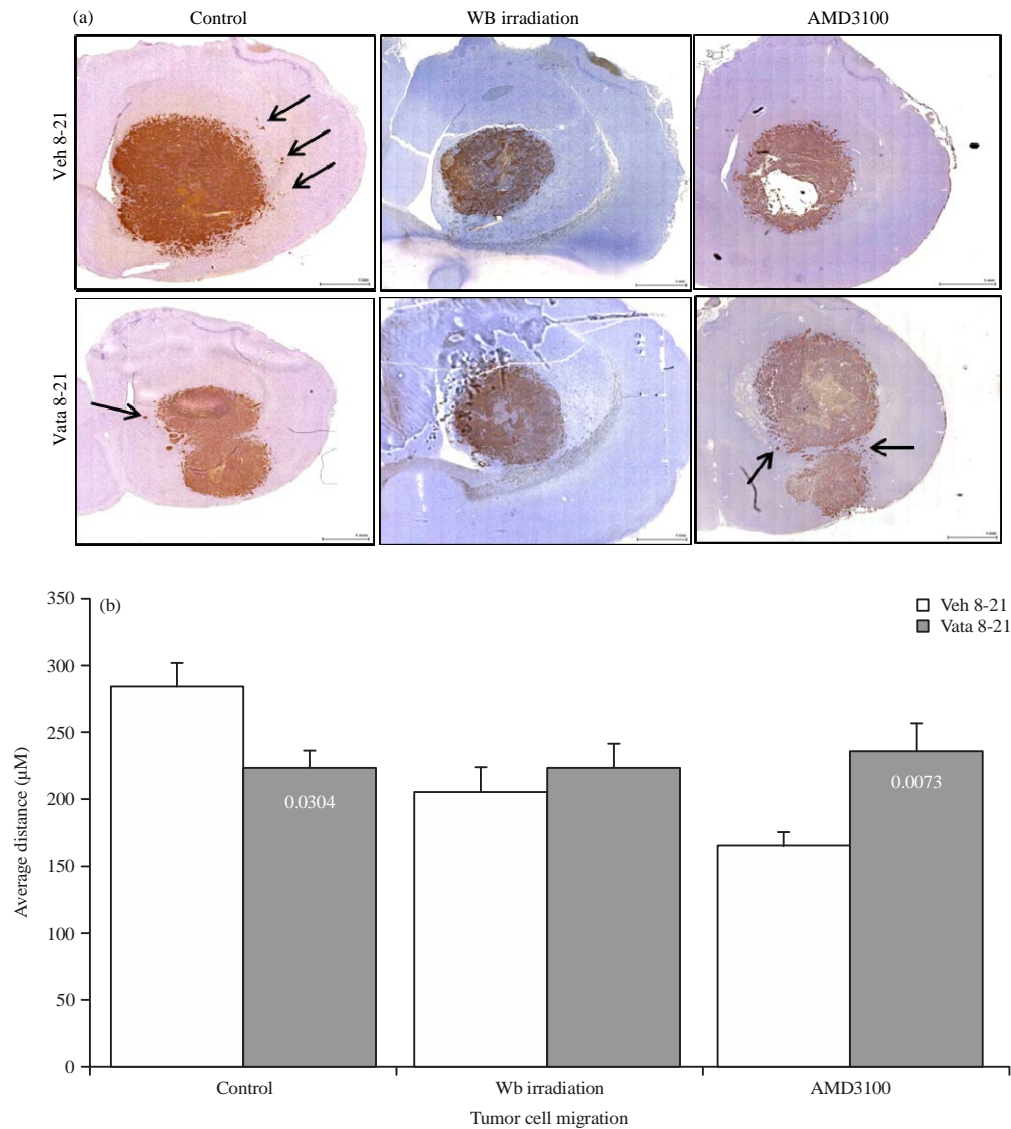 (a)
Control
WB irradiation
AMD3100
Veh 8-21
Vata 8-21
(b)
Veh 8-21
Vata 8-21
350
300
250
200
150
100
50
0
Average distance (µM)
0.0304
0.0073
Control
Wb irradiation
AMD3100
Tumor cell migration